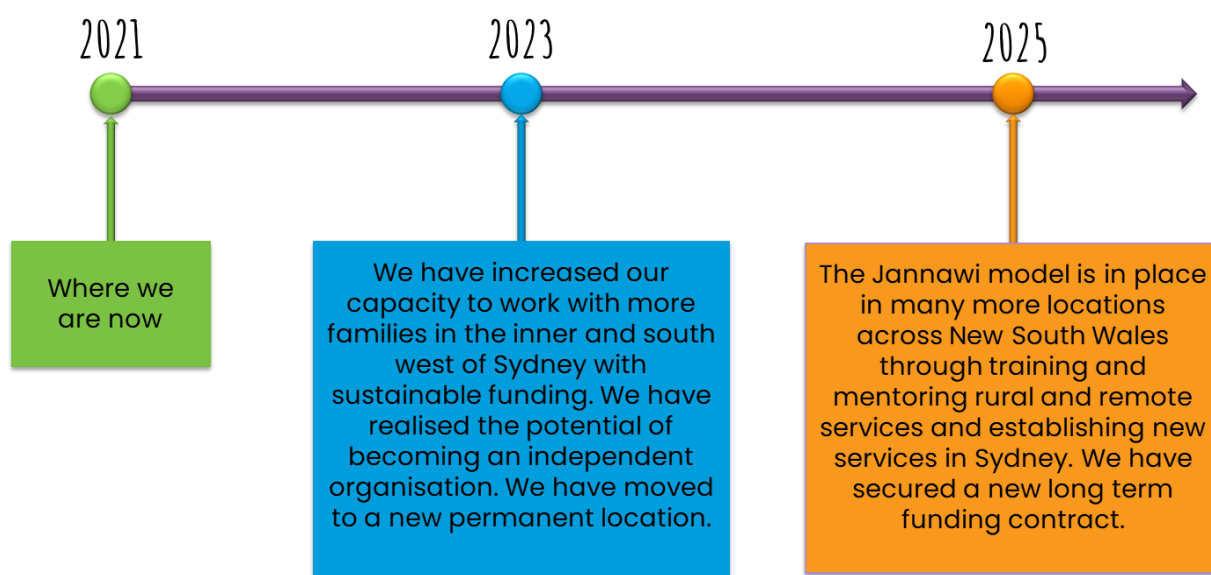 2021
2023
2025
Where we
are now
We have increased our
capacity to work with more
families in the inner and south
west of Sydney with
sustainable funding. We have
realised the potential of
becoming an independent
organisation. We have moved
to a new permanent location.
The Jannawi model is in place
in many more locations
across New South Wales
through training and
mentoring rural and remote
services and establishing new
services in Sydney. We have
secured a new long term
funding contract.